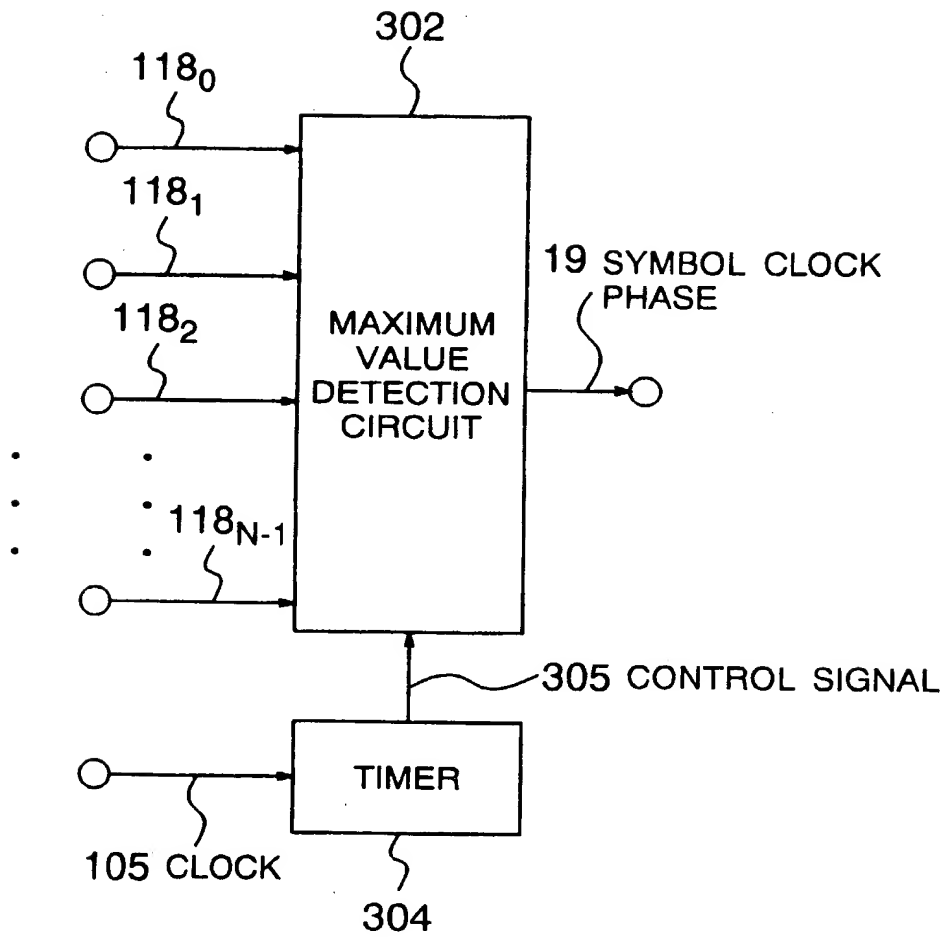 302
118₀
118₁
19 SYMBOL CLOCK
PHASE
118₂
MAXIMUM
VALUE
DETECTION
CIRCUIT
118N-1
305 CONTROL SIGNAL
TIMER
105 CLOCK
304